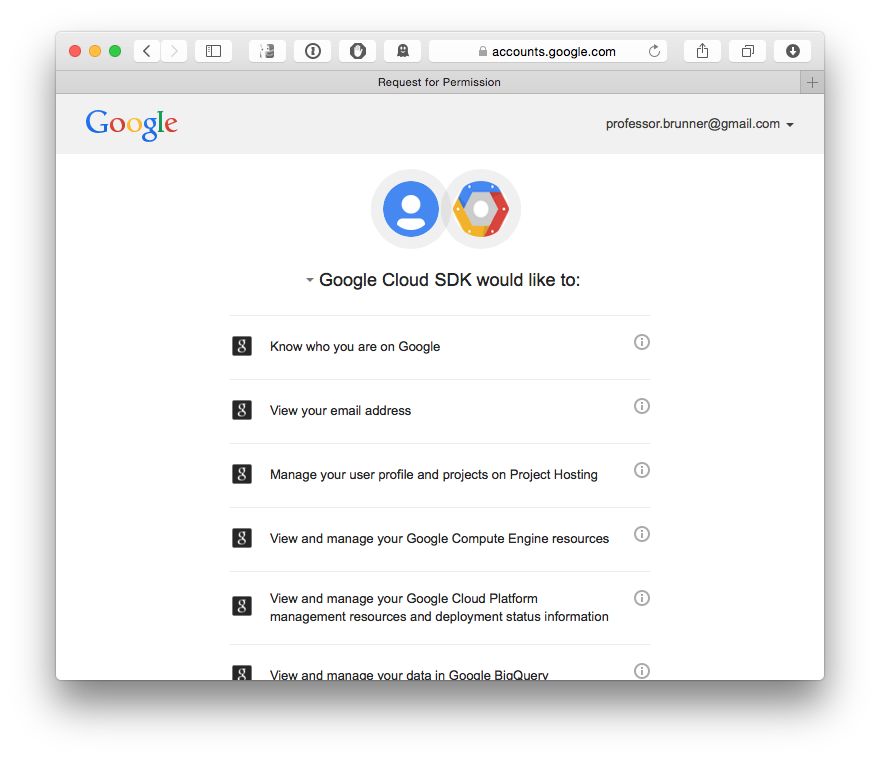 accounts.google.com
Request for Permission
Google
professor.brunner@gmail.com
Google Cloud SDK would like to:
Know who you are on Google
View your email address
Manage your user profile and projects on Project Hosting
View and manage your Google Compute Engine resources
View and manage your Google Cloud Platform
management resources and deployment status information
View and manage your data in Google BigQuery